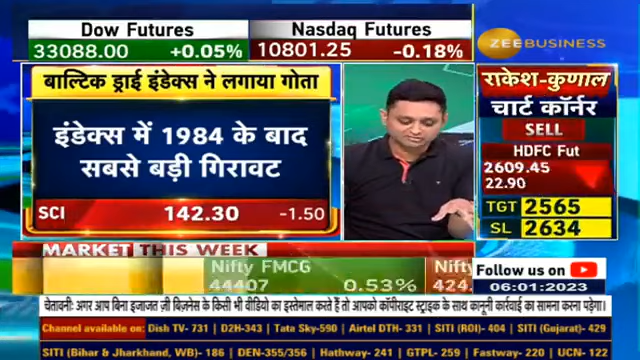 Dow Futures
33088.00 +0.05%
Nasdaq Futures
10801.25 -0.18%
ZEE BUSINESS
बाल्टिक ड्राई इंडेक्स ने लगाया गोता
इंडेक्स में 1984 के बाद
सबसे बड़ी गिरावट
SCI 142.30 -1.50
राकेश-कुणाल
चार्ट कॉर्नर
SELL
HDFC Fut
2609.45
22.90
TGT 2565
SL 2634
MARKET THIS WEEK
Nifty FMCG
44407 0.53%
Nifty
424
Follow us on
06:01:2023
चेतावनी: अगर आप बिना इजाजत ज़ी बिज़नेस के किसी भी वीडियो का इस्तेमाल करते हैं तो आपको कॉपीराइट स्ट्राइक के साथ कानूनी कार्रवाई का सामना करना पड़ेगा।
Channel available on: Dish TV- 731 | D2H-343 | Tata Sky-590 | Airtel DTH- 331 | SITI (ROI) - 404 | SITI (Gujarat) - 429
SITI (Bihar & Jharkhand, WB) - 186 | DEN-355/356 | Hathway- 241 | GTPL- 259 | Fastway- 220 | UCN- 122